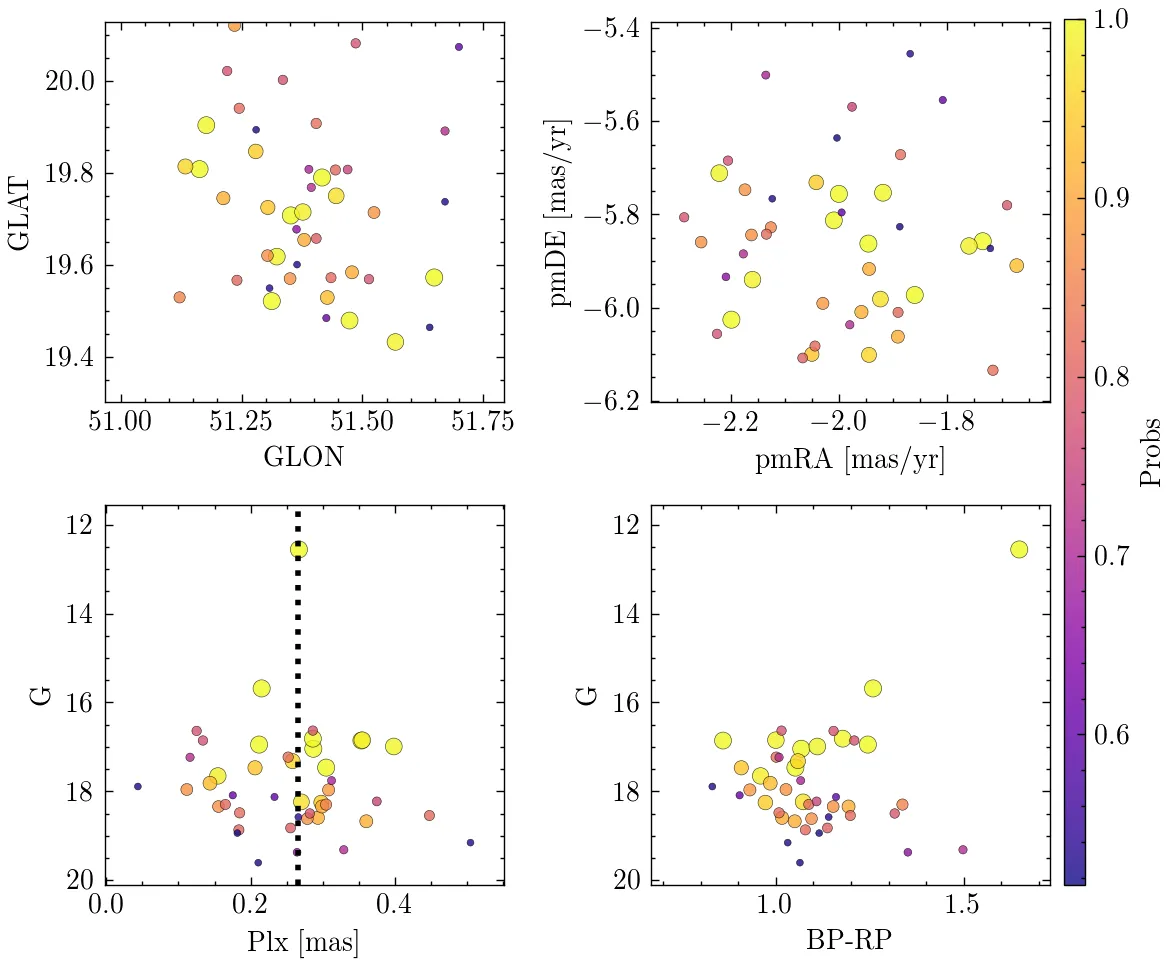 20.0
19.8
19.6
19.4
GLAT
51.00 51.25 51.50 51.75
GLON
−5.4
−5.6
−5.8
−6.0
−6.2
pmDE [mas/yr]
−2.2 −2.0 −1.8
pmRA [mas/yr]
12
14
16
18
20
G
0.0 0.2 0.4
Plx [mas]
12
14
16
18
20
G
1.0 1.5
BP-RP
1.0
0.9
0.8
0.7
0.6
Probs